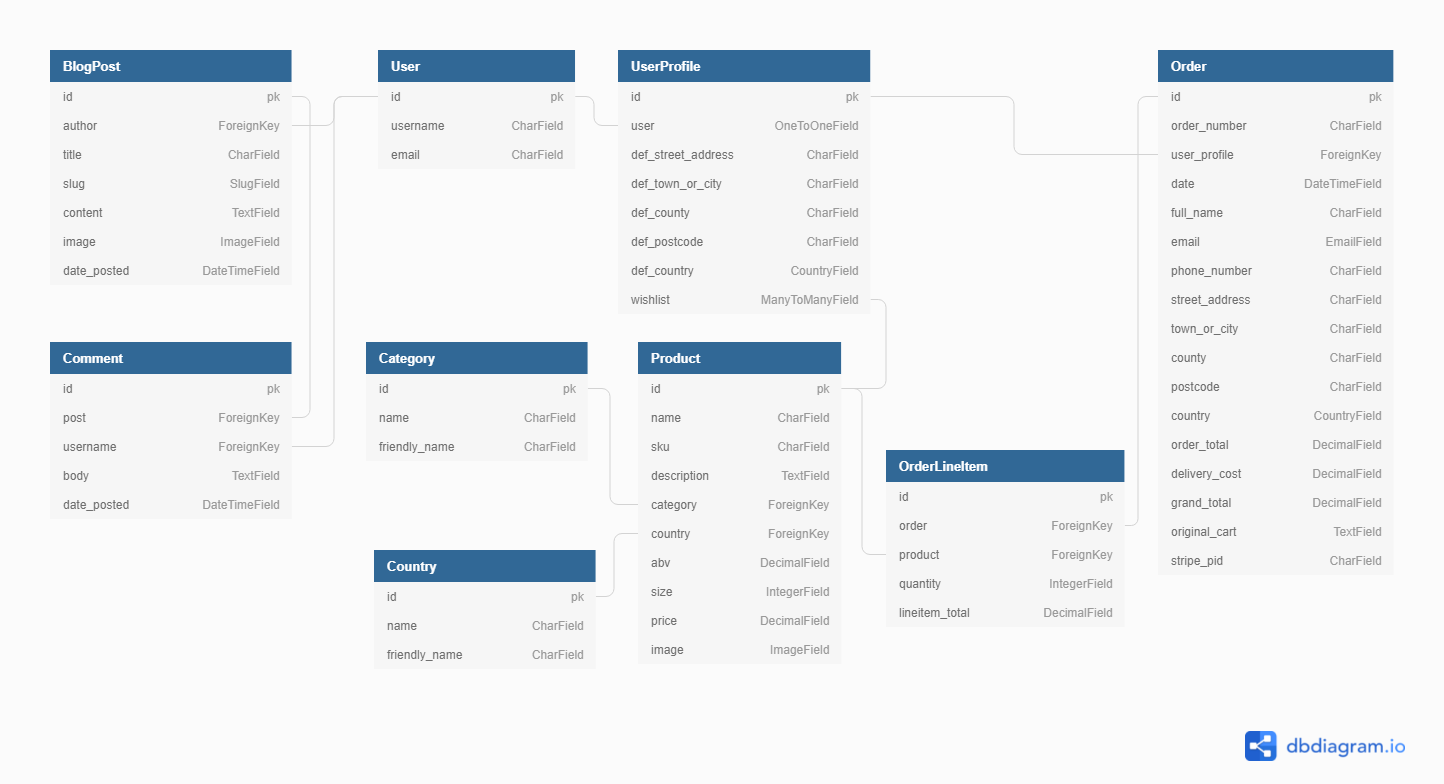 BlogPost
id pk
author ForeignKey
title CharField
slug SlugField
content TextField
image ImageField
date_posted DateTimeField
User
id pk
username CharField
email CharField
UserProfile
id pk
user OneToOneField
def_street_address CharField
def_town_or_city CharField
def_county CharField
def_postcode CharField
def_country CountryField
wishlist ManyToManyField
Order
id pk
order_number CharField
user_profile ForeignKey
date DateTimeField
full_name CharField
email EmailField
phone_number CharField
street_address CharField
town_or_city CharField
county CharField
postcode CharField
country CountryField
order_total DecimalField
delivery_cost DecimalField
grand_total DecimalField
original_cart TextField
stripe_pid CharField
Comment
id pk
post ForeignKey
username ForeignKey
body TextField
date_posted DateTimeField
Category
id pk
name CharField
friendly_name CharField
Product
id pk
name CharField
sku CharField
description TextField
category ForeignKey
country ForeignKey
abv DecimalField
size IntegerField
price DecimalField
image ImageField
OrderLineItem
id pk
order ForeignKey
product ForeignKey
quantity IntegerField
lineitem_total DecimalField
Country
id pk
name CharField
friendly_name CharField
dbdiagram.io